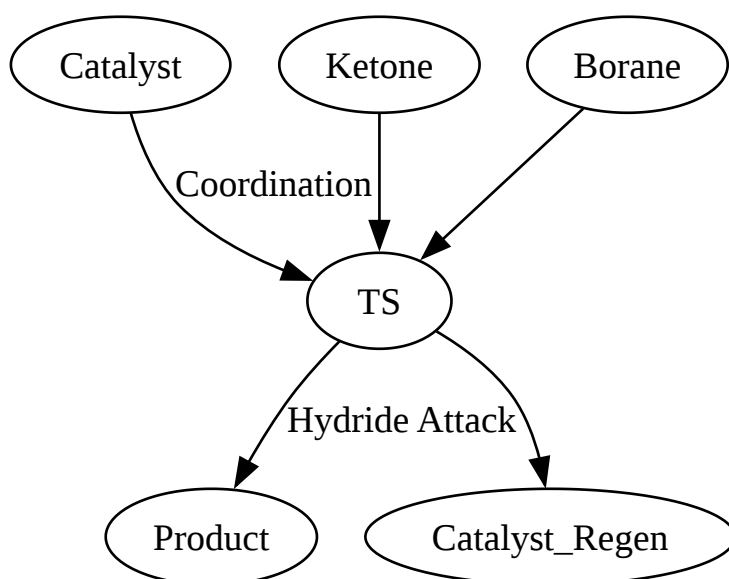 Catalyst
Ketone
Borane
Coordination
TS
Hydride Attack
Product
Catalyst_Regen